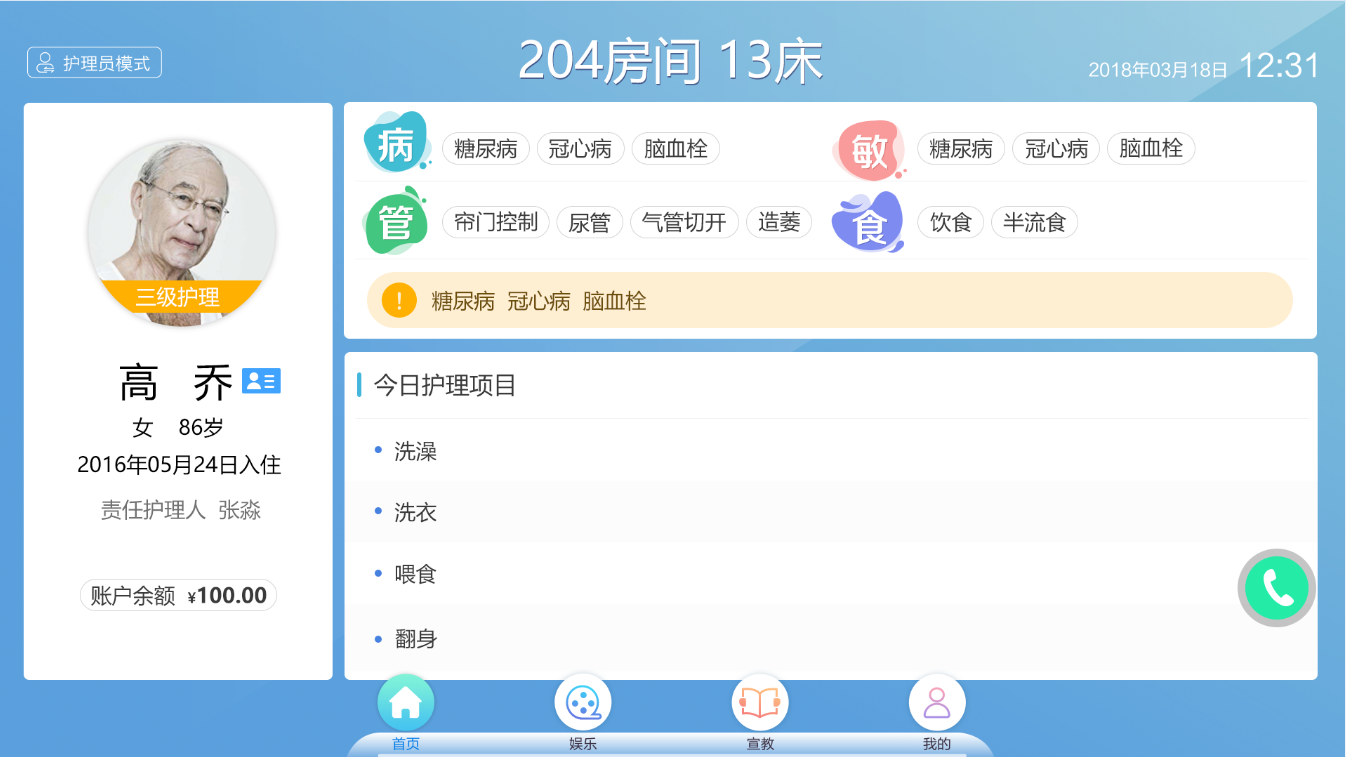 护理员模式
204房间 13床
2018年03月18日 12:31
三级护理
高 乔
女 86岁
2016年05月24日入住
责任护理人 张淼
账户余额 ¥100.00
病 糖尿病 冠心病 脑血栓
敏 糖尿病 冠心病 脑血栓
管 帘门控制 尿管 气管切开 造萎
食 饮食 半流食
! 糖尿病 冠心病 脑血栓
今日护理项目
• 洗澡
• 洗衣
• 喂食
• 翻身
首页 娱乐 宣教 我的